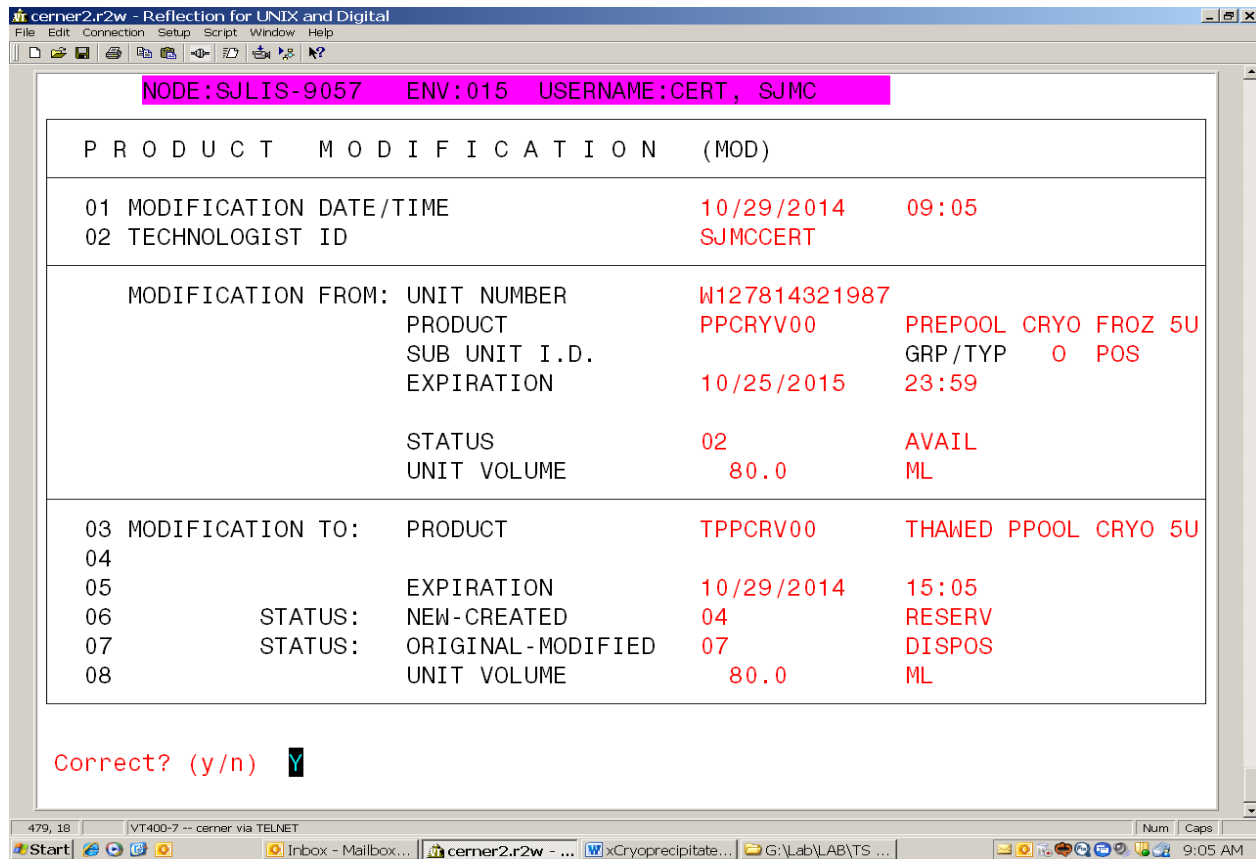 cerner2.r2w - Reflection for UNIX and Digital
File Edit Connection Setup Script Window Help
NODE:SJLIS-9057 ENV:015 USERNAME:CERT, SJMC
P R O D U C T M O D I F I C A T I O N (MOD)
01 MODIFICATION DATE/TIME 10/29/2014 09:05
02 TECHNOLOGIST ID SJMCCERT
MODIFICATION FROM: UNIT NUMBER W127814321987
PRODUCT PPCRYV00 PREPOOL CRYO FROZ 5U
SUB UNIT I.D. GRP/TYP O POS
EXPIRATION 10/25/2015 23:59
STATUS 02 AVAIL
UNIT VOLUME 80.0 ML
03 MODIFICATION TO: PRODUCT TPPCRV00 THAWED PPOOL CRYO 5U
04
05 EXPIRATION 10/29/2014 15:05
06 STATUS: NEW-CREATED 04 RESERV
07 STATUS: ORIGINAL-MODIFIED 07 DISPOS
08 UNIT VOLUME 80.0 ML
Correct? (y/n) Y
479, 18 VT400-7 -- cerner via TELNET Num Caps
Start Inbox - Mailbox... cerner2.r2w - ... xCryoprecipitate... G:\Lab\LAB\TS ... 9:05 AM